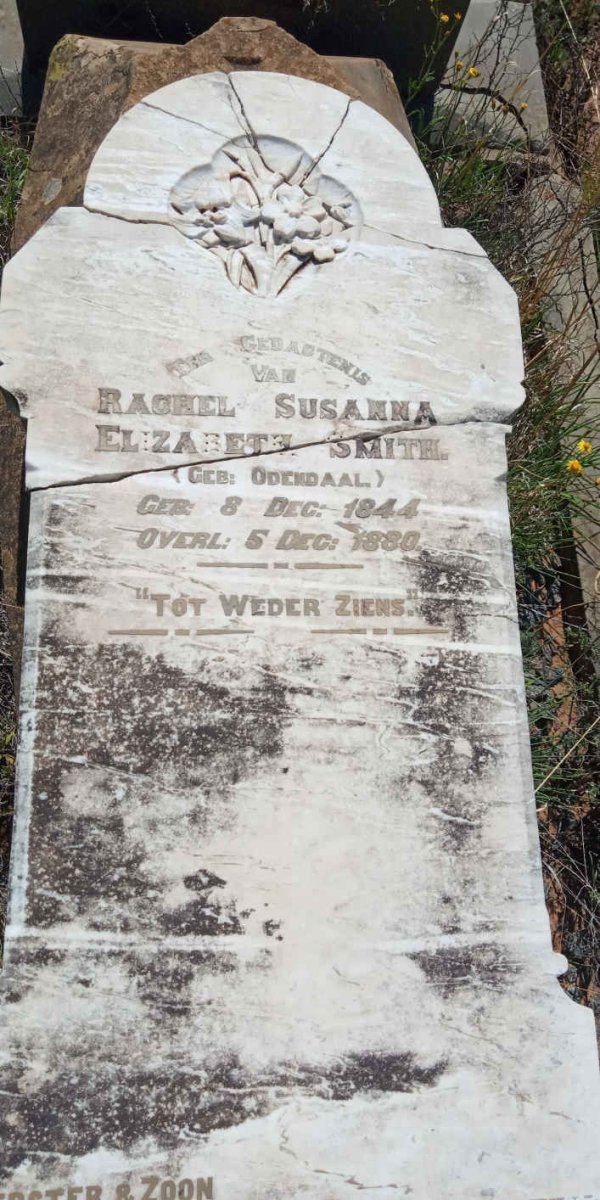 TER GEDACHTENIS
VAN
RACHEL SUSANNA
ELIZABETH SMITH.
(GEB: ODENDAAL.)
GEB: 8 DEC: 1844
OVERL: 5 DEC: 1880.
"TOT WEDER ZIENS."
& ZOON